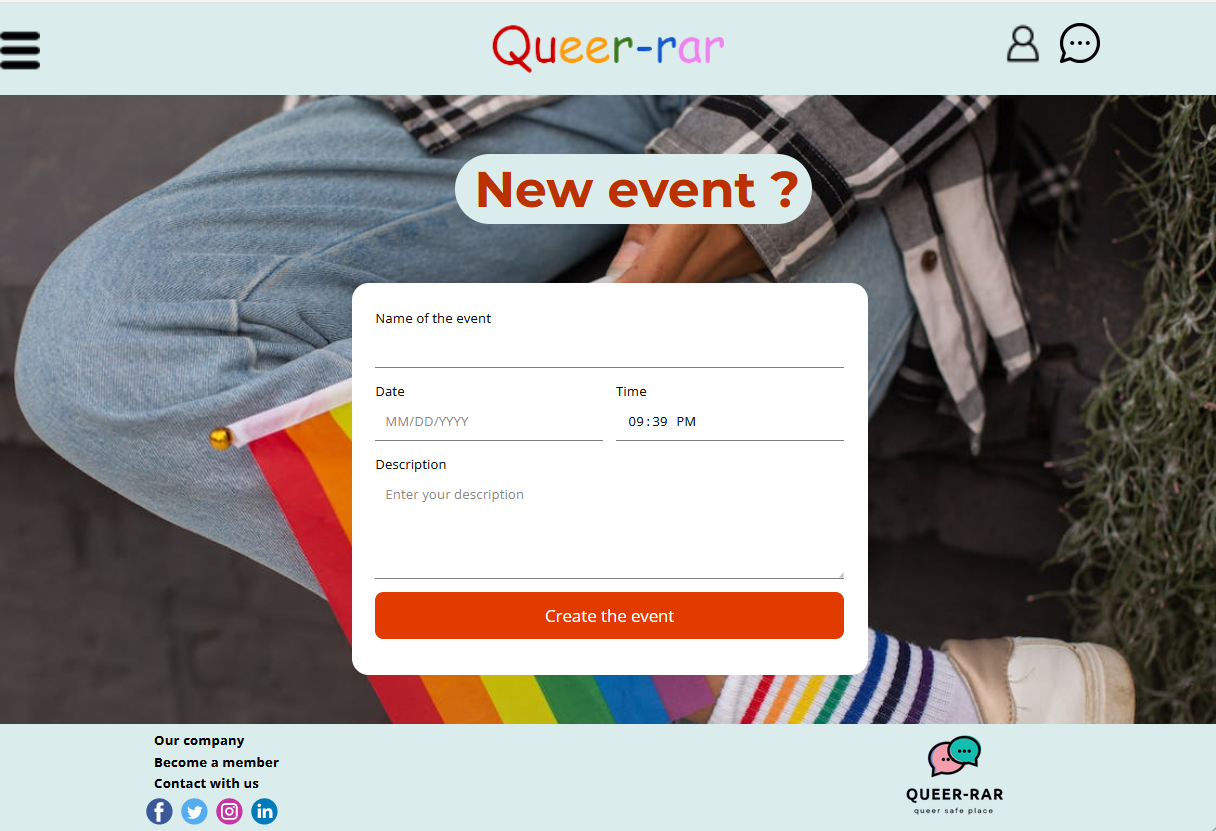 Queer-rar
New event ?
Name of the event
Date
Time
MM/DD/YYYY
09:39 PM
Description
Enter your description
Create the event
Our company
Become a member
Contact with us
QUEER-RAR
queer safe place